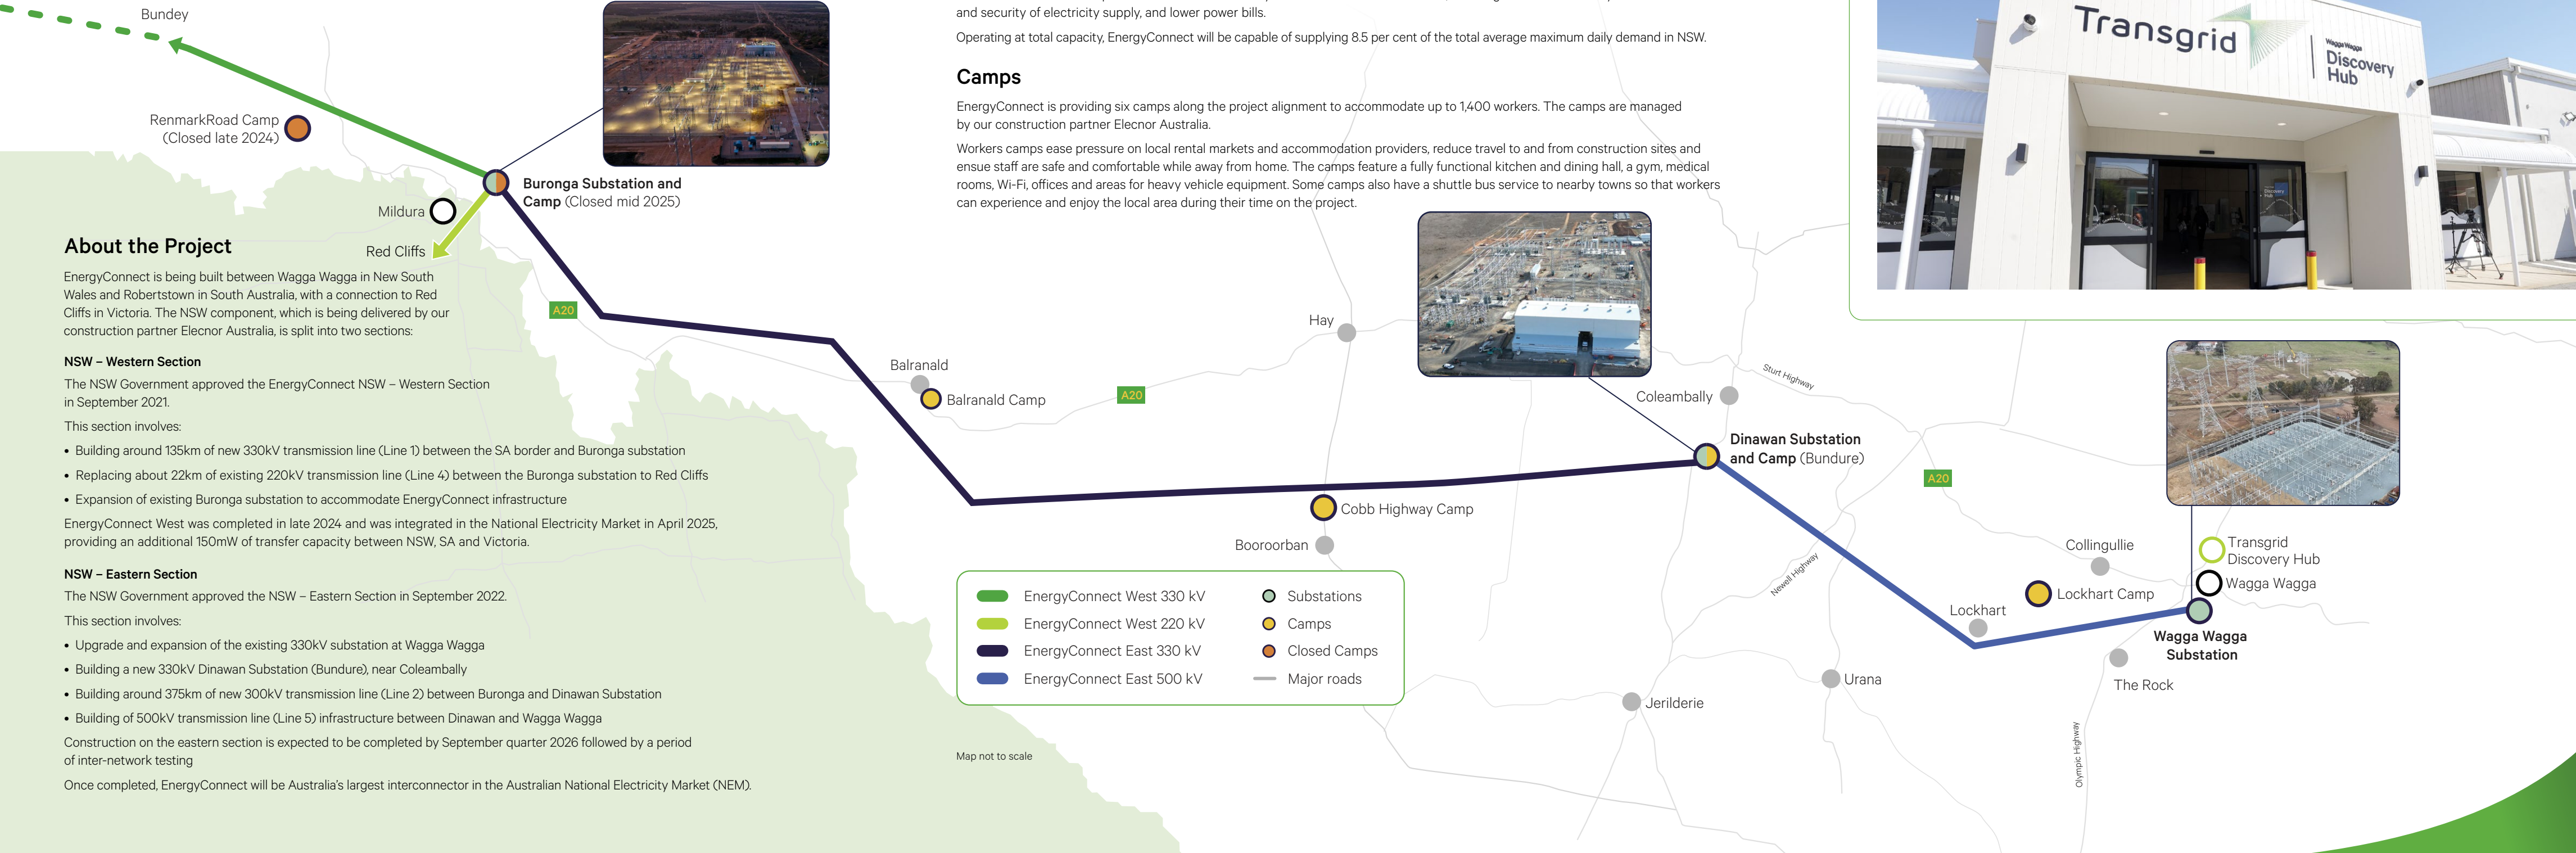 Bundey
RenmarkRoad Camp
(Closed late 2024)
Buronga Substation and
Camp (Closed mid 2025)
Mildura
Red Cliffs
About the Project
EnergyConnect is being built between Wagga Wagga in New South
Wales and Robertstown in South Australia, with a connection to Red
Cliffs in Victoria. The NSW component, which is being delivered by our
construction partner Elecnor Australia, is split into two sections:
NSW – Western Section
The NSW Government approved the EnergyConnect NSW – Western Section
in September 2021.
This section involves:
• Building around 135km of new 330kV transmission line (Line 1) between the SA border and Buronga substation
• Replacing about 22km of existing 220kV transmission line (Line 4) between the Buronga substation to Red Cliffs
• Expansion of existing Buronga substation to accommodate EnergyConnect infrastructure
EnergyConnect West was completed in late 2024 and was integrated in the National Electricity Market in April 2025,
providing an additional 150mW of transfer capacity between NSW, SA and Victoria.
NSW – Eastern Section
The NSW Government approved the NSW – Eastern Section in September 2022.
This section involves:
• Upgrade and expansion of the existing 330kV substation at Wagga Wagga
• Building a new 330kV Dinawan Substation (Bundure), near Coleambally
• Building around 375km of new 300kV transmission line (Line 2) between Buronga and Dinawan Substation
• Building of 500kV transmission line (Line 5) infrastructure between Dinawan and Wagga Wagga
Construction on the eastern section is expected to be completed by September quarter 2026 followed by a period
of inter-network testing
Once completed, EnergyConnect will be Australia's largest interconnector in the Australian National Electricity Market (NEM).
and security of electricity supply, and lower power bills.
Operating at total capacity, EnergyConnect will be capable of supplying 8.5 per cent of the total average maximum daily demand in NSW.
Camps
EnergyConnect is providing six camps along the project alignment to accommodate up to 1,400 workers. The camps are managed
by our construction partner Elecnor Australia.
Workers camps ease pressure on local rental markets and accommodation providers, reduce travel to and from construction sites and
ensue staff are safe and comfortable while away from home. The camps feature a fully functional kitchen and dining hall, a gym, medical
rooms, Wi-Fi, offices and areas for heavy vehicle equipment. Some camps also have a shuttle bus service to nearby towns so that workers
can experience and enjoy the local area during their time on the project.
A20
Balranald
Balranald Camp
A20
Hay
Cobb Highway Camp
Booroorban
Coleambally
Sturt Highway
Dinawan Substation
and Camp (Bundure)
A20
Newell Highway
Collingullie
Transgrid
Discovery Hub
Wagga Wagga
Lockhart Camp
Lockhart
Wagga Wagga
Substation
The Rock
Urana
Jerilderie
Olympic Highway
EnergyConnect West 330 kV
EnergyConnect West 220 kV
EnergyConnect East 330 kV
EnergyConnect East 500 kV
Substations
Camps
Closed Camps
Major roads
Map not to scale
Transgrid
Wagga Wagga
Discovery
Hub